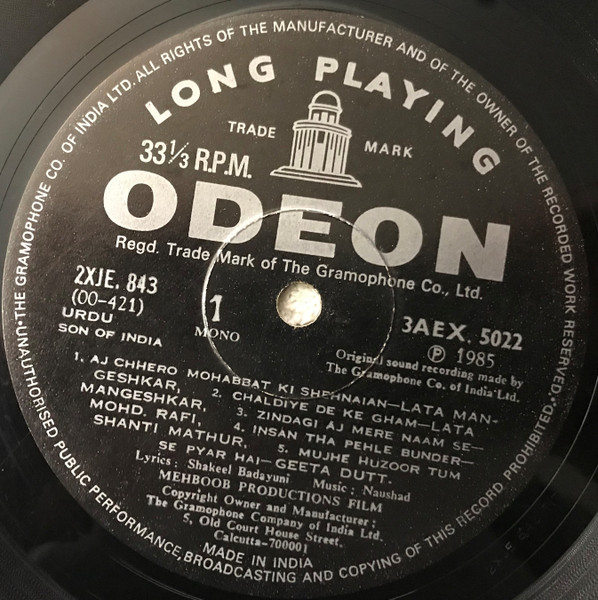 ALL RIGHTS OF THE MANUFACTURER AND OF THE OWNER OF THE RECORDED WORK RESERVED.
UNAUTHORISED PUBLIC PERFORMANCE, BROADCASTING AND COPYING OF THIS RECORD PROHIBITED.
THE GRAMOPHONE CO. OF INDIA LTD.
LONG PLAYING
TRADE MARK
33⅓ R.P.M.
ODEON
Regd. Trade Mark of The Gramophone Co., Ltd.
2XJE. 843
(OO-421)
URDU
SON OF INDIA
1
MONO
3AEX. 5022
Ⓟ 1985
Original sound recording made by
The Gramophone Co. of India Ltd.
1. AJ CHHERO MOHABBAT KI SHEHNAIAN—LATA MAN-
GESHKAR, 2. CHALDIYE DE KE GHAM—LATA
MANGESHKAR, 3. ZINDAGI AJ MERE NAAM SE—
MOHD. RAFI, 4. INSAN THA PEHLE BUNDER—
SHANTI MATHUR, 5. MUJHE HUZOOR TUM
SE PYAR HAI—GEETA DUTT.
Lyrics : Shakeel Badayuni Music : Naushad
MEHBOOB PRODUCTIONS FILM
Copyright Owner and Manufacturer :
The Gramophone Company of India Ltd.
5, Old Court House Street,
Calcutta-700001
MADE IN INDIA